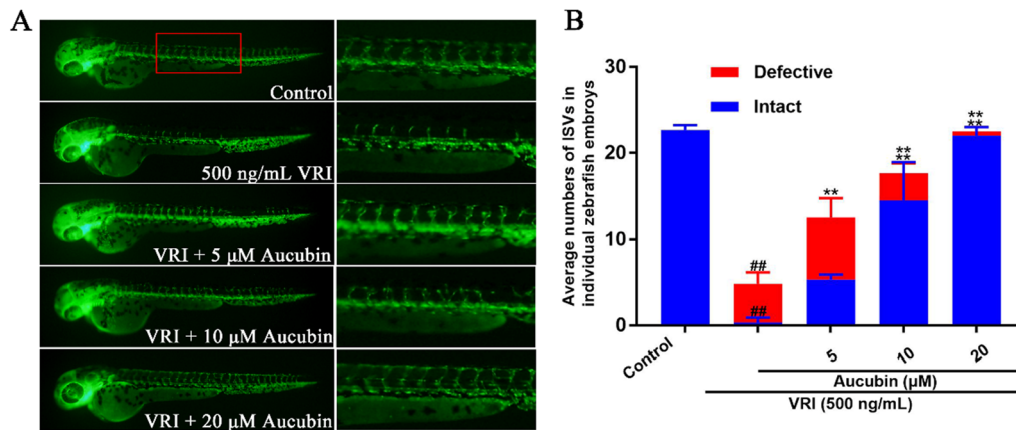 A
Control
500 ng/mL VRI
VRI + 5 µM Aucubin
VRI + 10 µM Aucubin
VRI + 20 µM Aucubin
B
Average numbers of ISVs in
individual zebrafish embroys
30
20
10
0
Defective
Intact
##
##
**
**
**
**
**
Control
5
10
20
Aucubin (µM)
VRI (500 ng/mL)